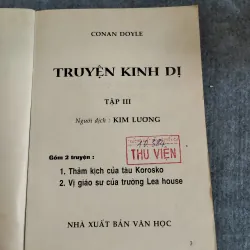 CONAN DOYLE
TRUYỆN KINH DỊ
TẬP III
Người dịch : KIM LƯƠNG
THƯ VIỆN
Gồm 2 truyện :
1. Thảm kịch của tàu Korosko
2. Vị giáo sư của trường Lea house
NHÀ XUẤT BẢN VĂN HỌC